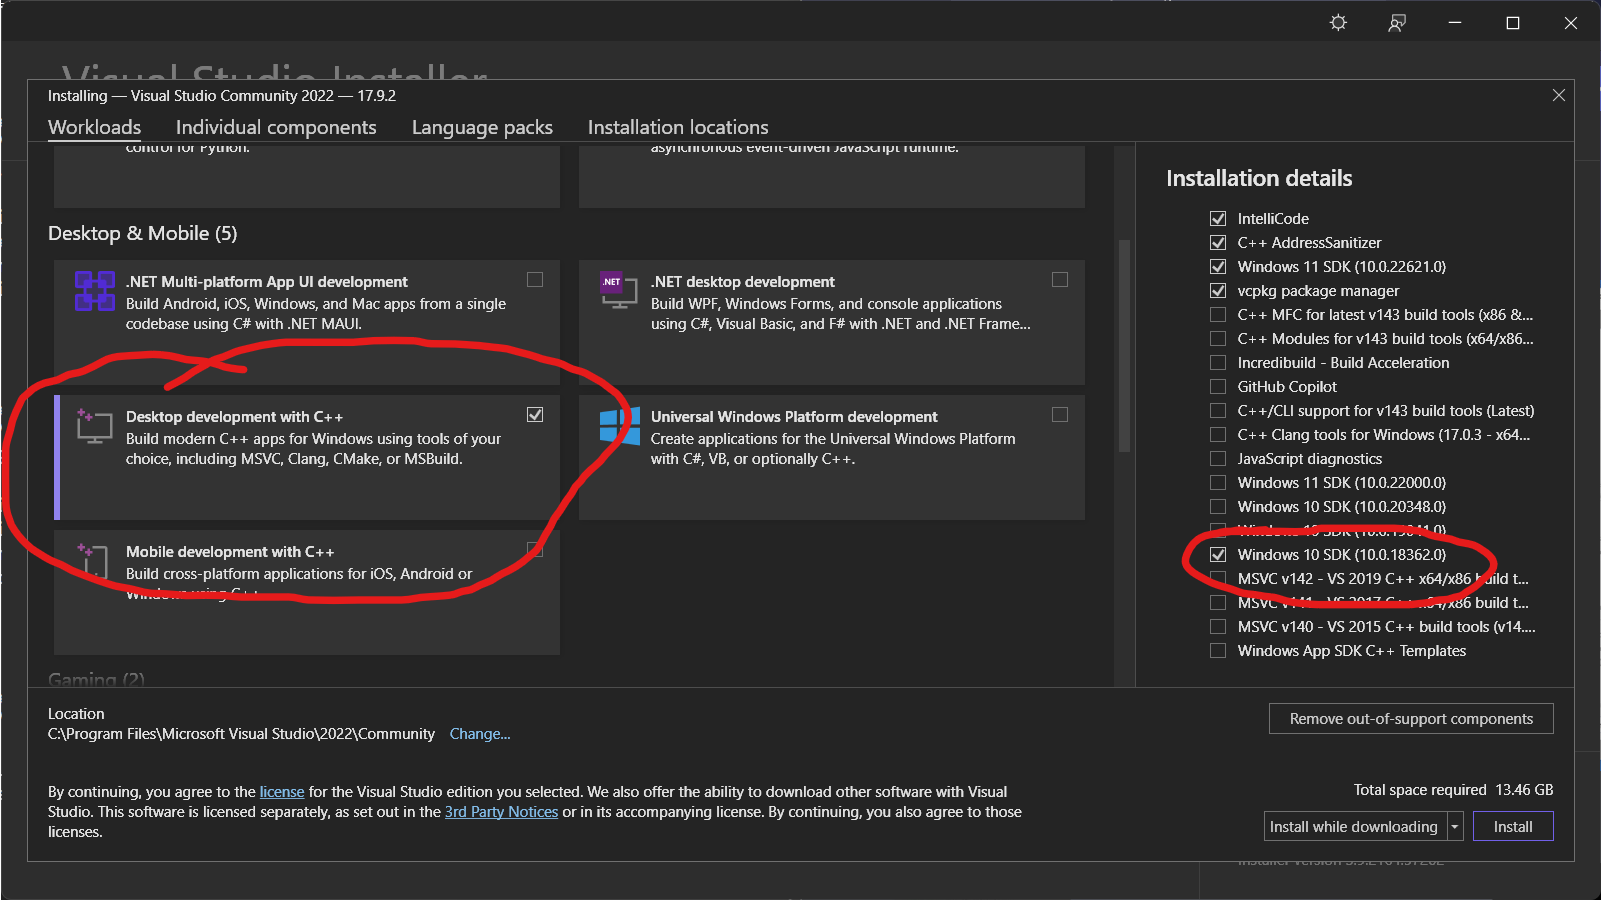 Visual Studio Installer
Installing — Visual Studio Community 2022 — 17.9.2
Workloads
Individual components
Language packs
Installation locations
control for Python.
asynchronous event-driven JavaScript runtime.
Desktop & Mobile (5)
.NET Multi-platform App UI development
Build Android, iOS, Windows, and Mac apps from a single
codebase using C# with .NET MAUI.
.NET
.NET desktop development
Build WPF, Windows Forms, and console applications
using C#, Visual Basic, and F# with .NET and .NET Frame...
Desktop development with C++
Build modern C++ apps for Windows using tools of your
choice, including MSVC, Clang, CMake, or MSBuild.
Universal Windows Platform development
Create applications for the Universal Windows Platform
with C#, VB, or optionally C++.
Mobile development with C++
Build cross-platform applications for iOS, Android or
Windows using C++.
Gaming (2)
Installation details
IntelliCode
C++ AddressSanitizer
Windows 11 SDK (10.0.22621.0)
vcpkg package manager
C++ MFC for latest v143 build tools (x86 &...
C++ Modules for v143 build tools (x64/x86...
Incredibuild - Build Acceleration
GitHub Copilot
C++/CLI support for v143 build tools (Latest)
C++ Clang tools for Windows (17.0.3 - x64...
JavaScript diagnostics
Windows 11 SDK (10.0.22000.0)
Windows 10 SDK (10.0.20348.0)
Windows 10 SDK (10.0.19041.0)
Windows 10 SDK (10.0.18362.0)
MSVC v142 - VS 2019 C++ x64/x86 build t...
MSVC v141 - VS 2017 C++ x64/x86 build t...
MSVC v140 - VS 2015 C++ build tools (v14....
Windows App SDK C++ Templates
Location
C:\Program Files\Microsoft Visual Studio\2022\Community Change...
Remove out-of-support components
By continuing, you agree to the license for the Visual Studio edition you selected. We also offer the ability to download other software with Visual
Studio. This software is licensed separately, as set out in the 3rd Party Notices or in its accompanying license. By continuing, you also agree to those
licenses.
Total space required 13.46 GB
Install while downloading
Install
Installer Version